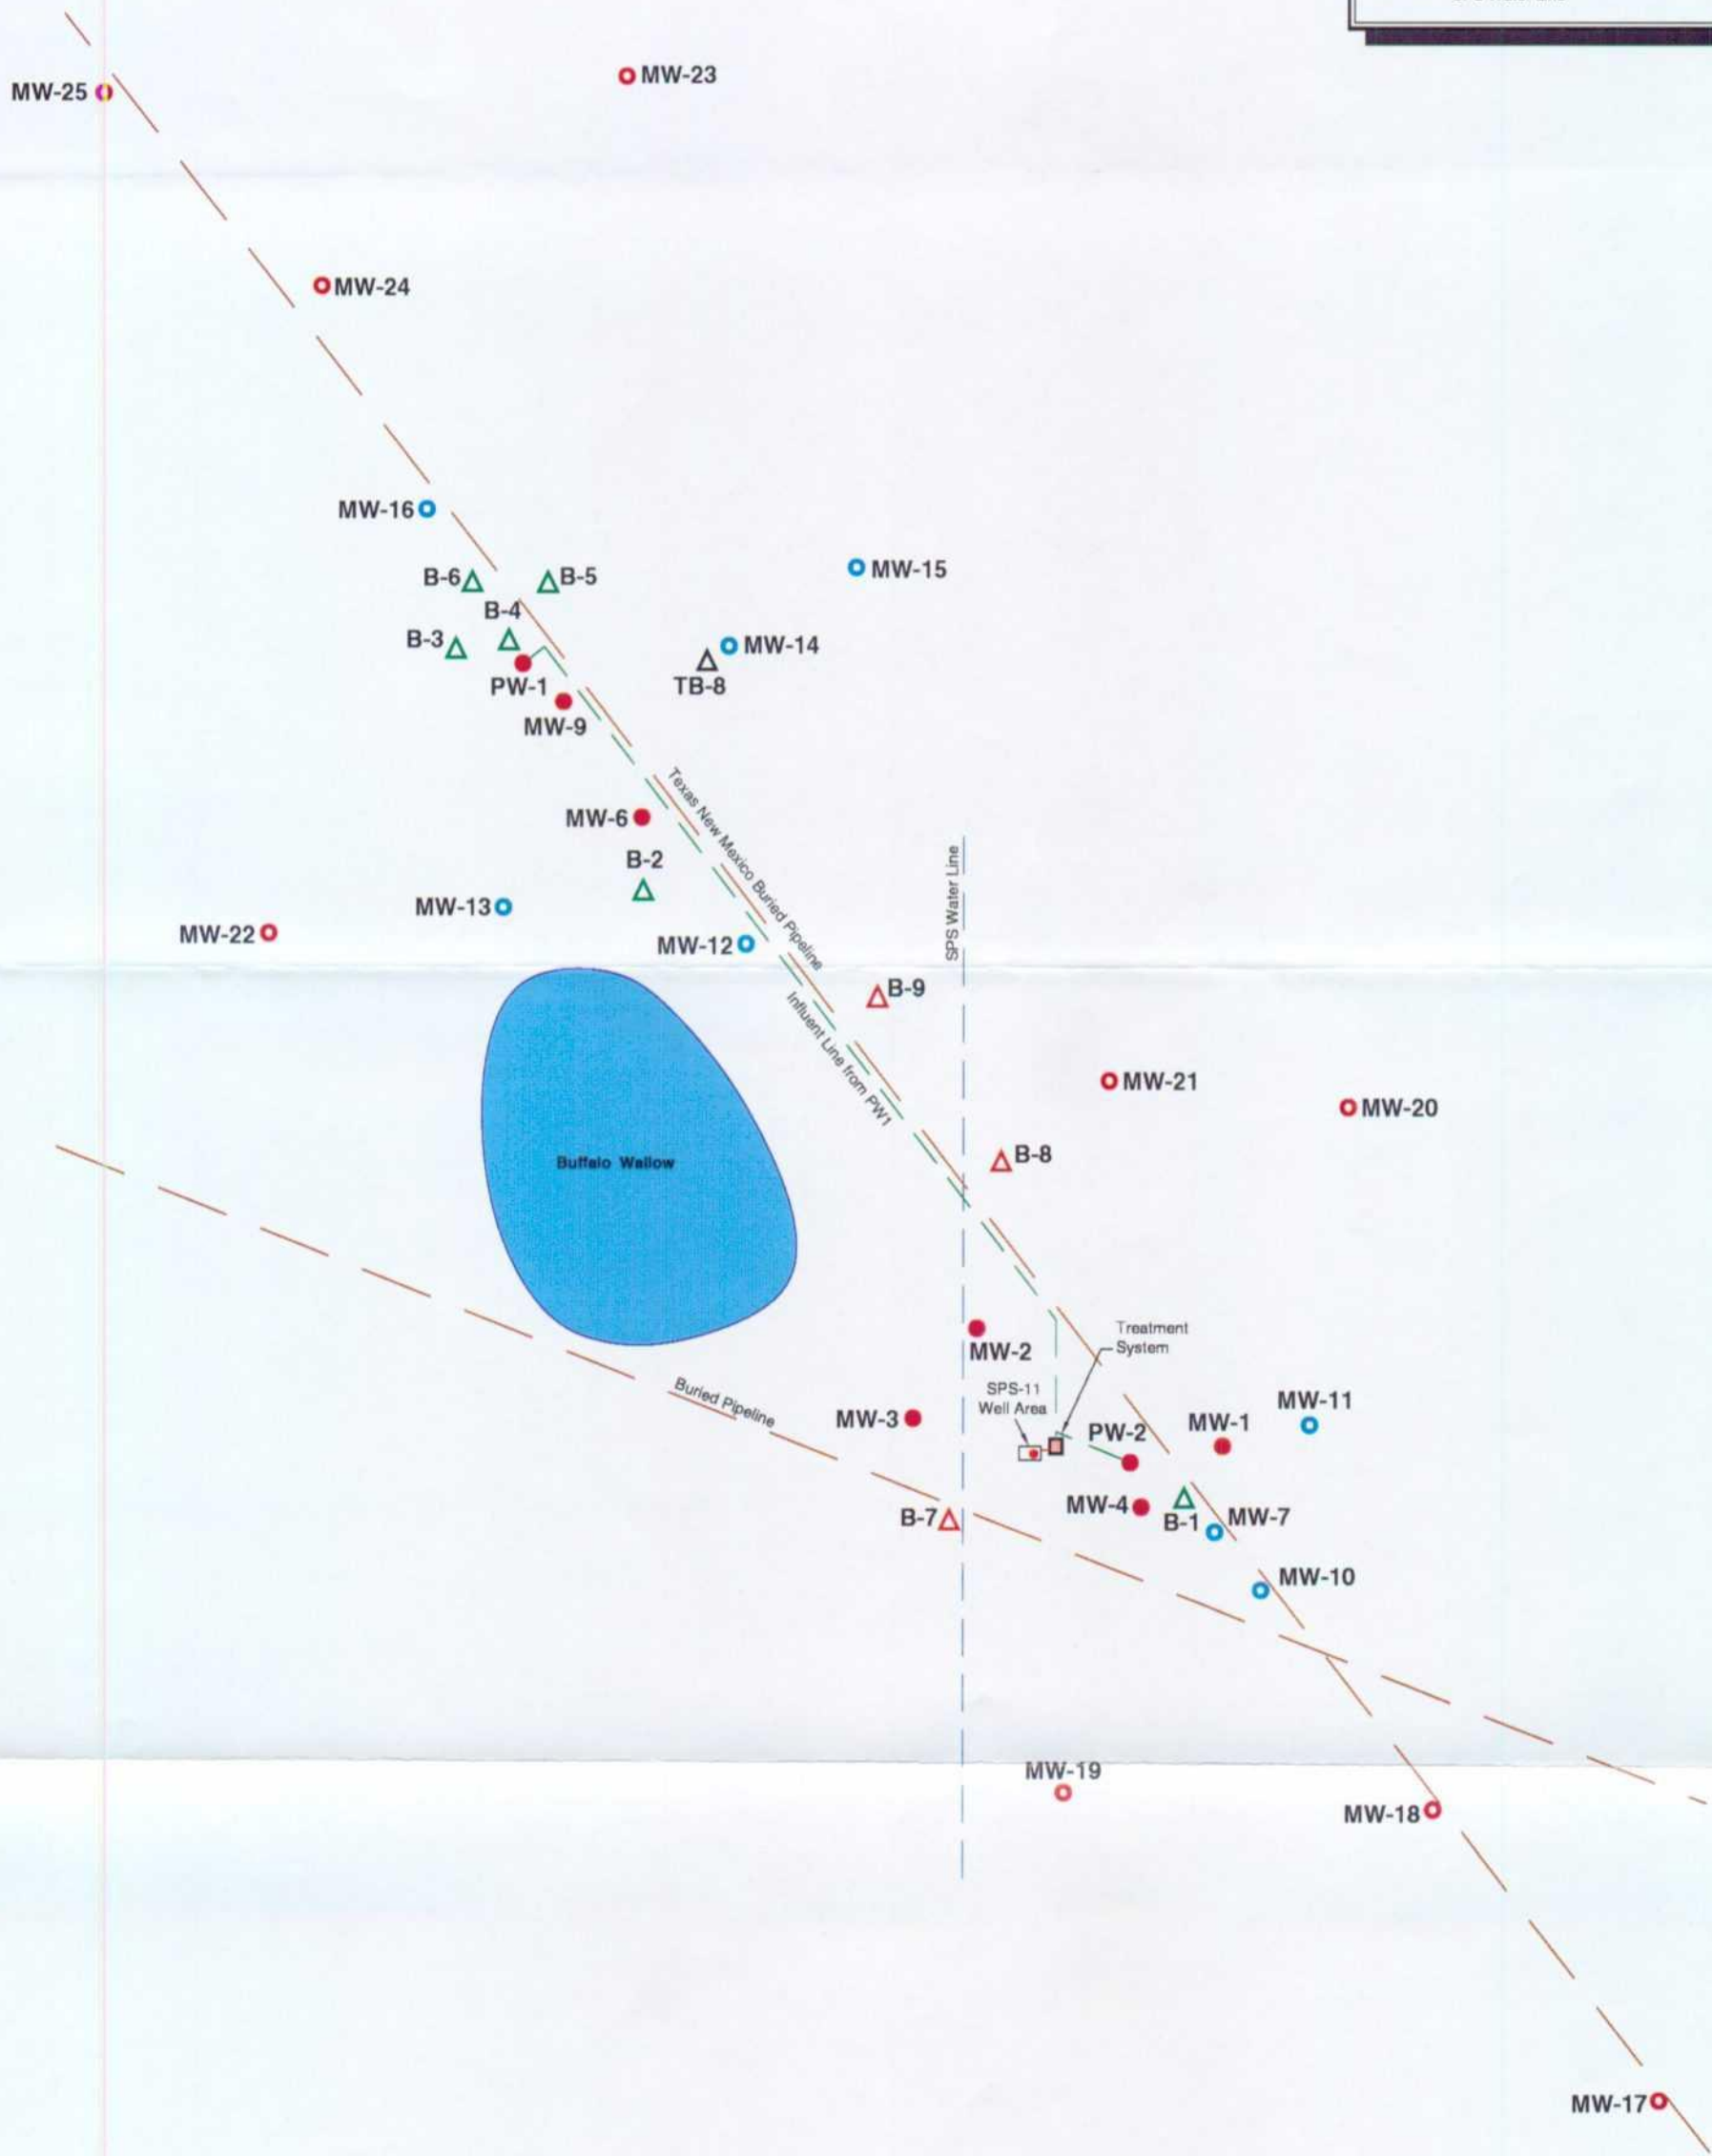 MW-23
MW-25
MW-24
MW-16
MW-15
B-6
B-5
B-4
B-3
MW-14
PW-1
TB-8
MW-9
Texas New Mexico Buried Pipeline
MW-6
B-2
SPS Water Line
MW-13
MW-22
MW-12
B-9
Influent Line from PW1
MW-21
MW-20
B-8
Buffalo Wallow
Treatment
System
MW-2
SPS-11
Well Area
Buried Pipeline
MW-3
PW-2
MW-1
MW-11
MW-4
B-1
MW-7
B-7
MW-10
MW-19
MW-18
MW-17